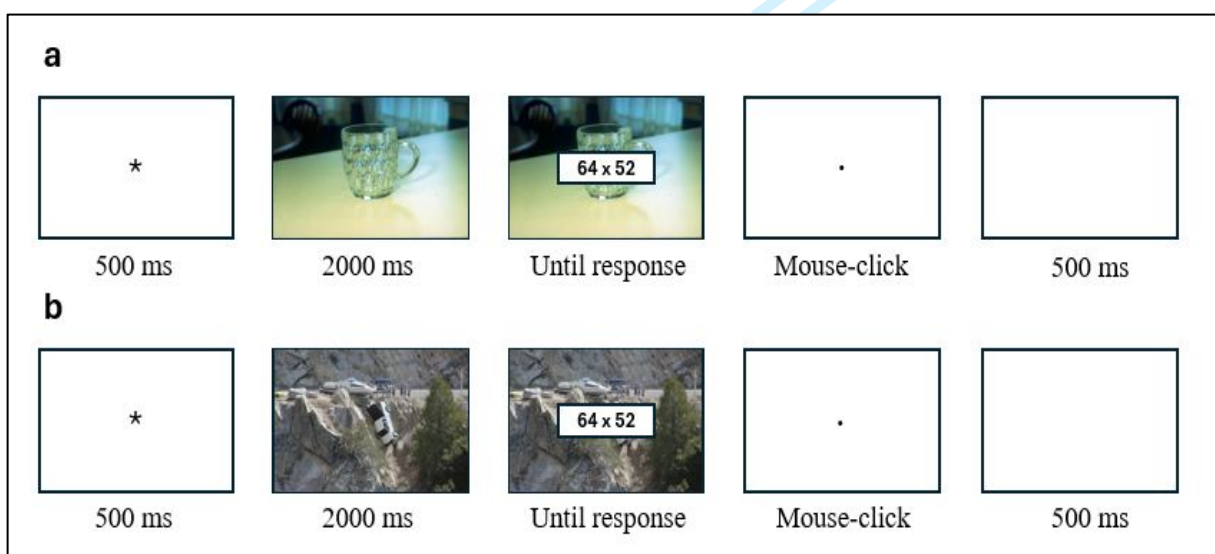 a
*
64 x 52
.
500 ms
2000 ms
Until response
Mouse-click
500 ms
b
*
64 x 52
.
500 ms
2000 ms
Until response
Mouse-click
500 ms